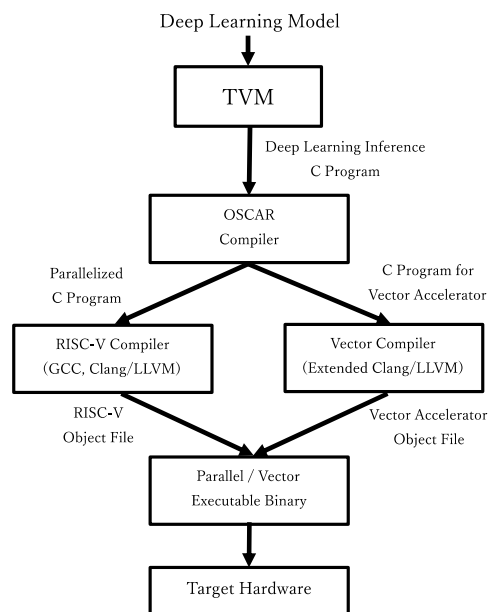 Deep Learning Model
TVM
Deep Learning Inference
C Program
OSCAR
Compiler
Parallelized
C Program
C Program for
Vector Accelerator
RISC-V Compiler
(GCC, Clang/LLVM)
Vector Compiler
(Extended Clang/LLVM)
RISC-V
Object File
Vector Accelerator
Object File
Parallel / Vector
Executable Binary
Target Hardware